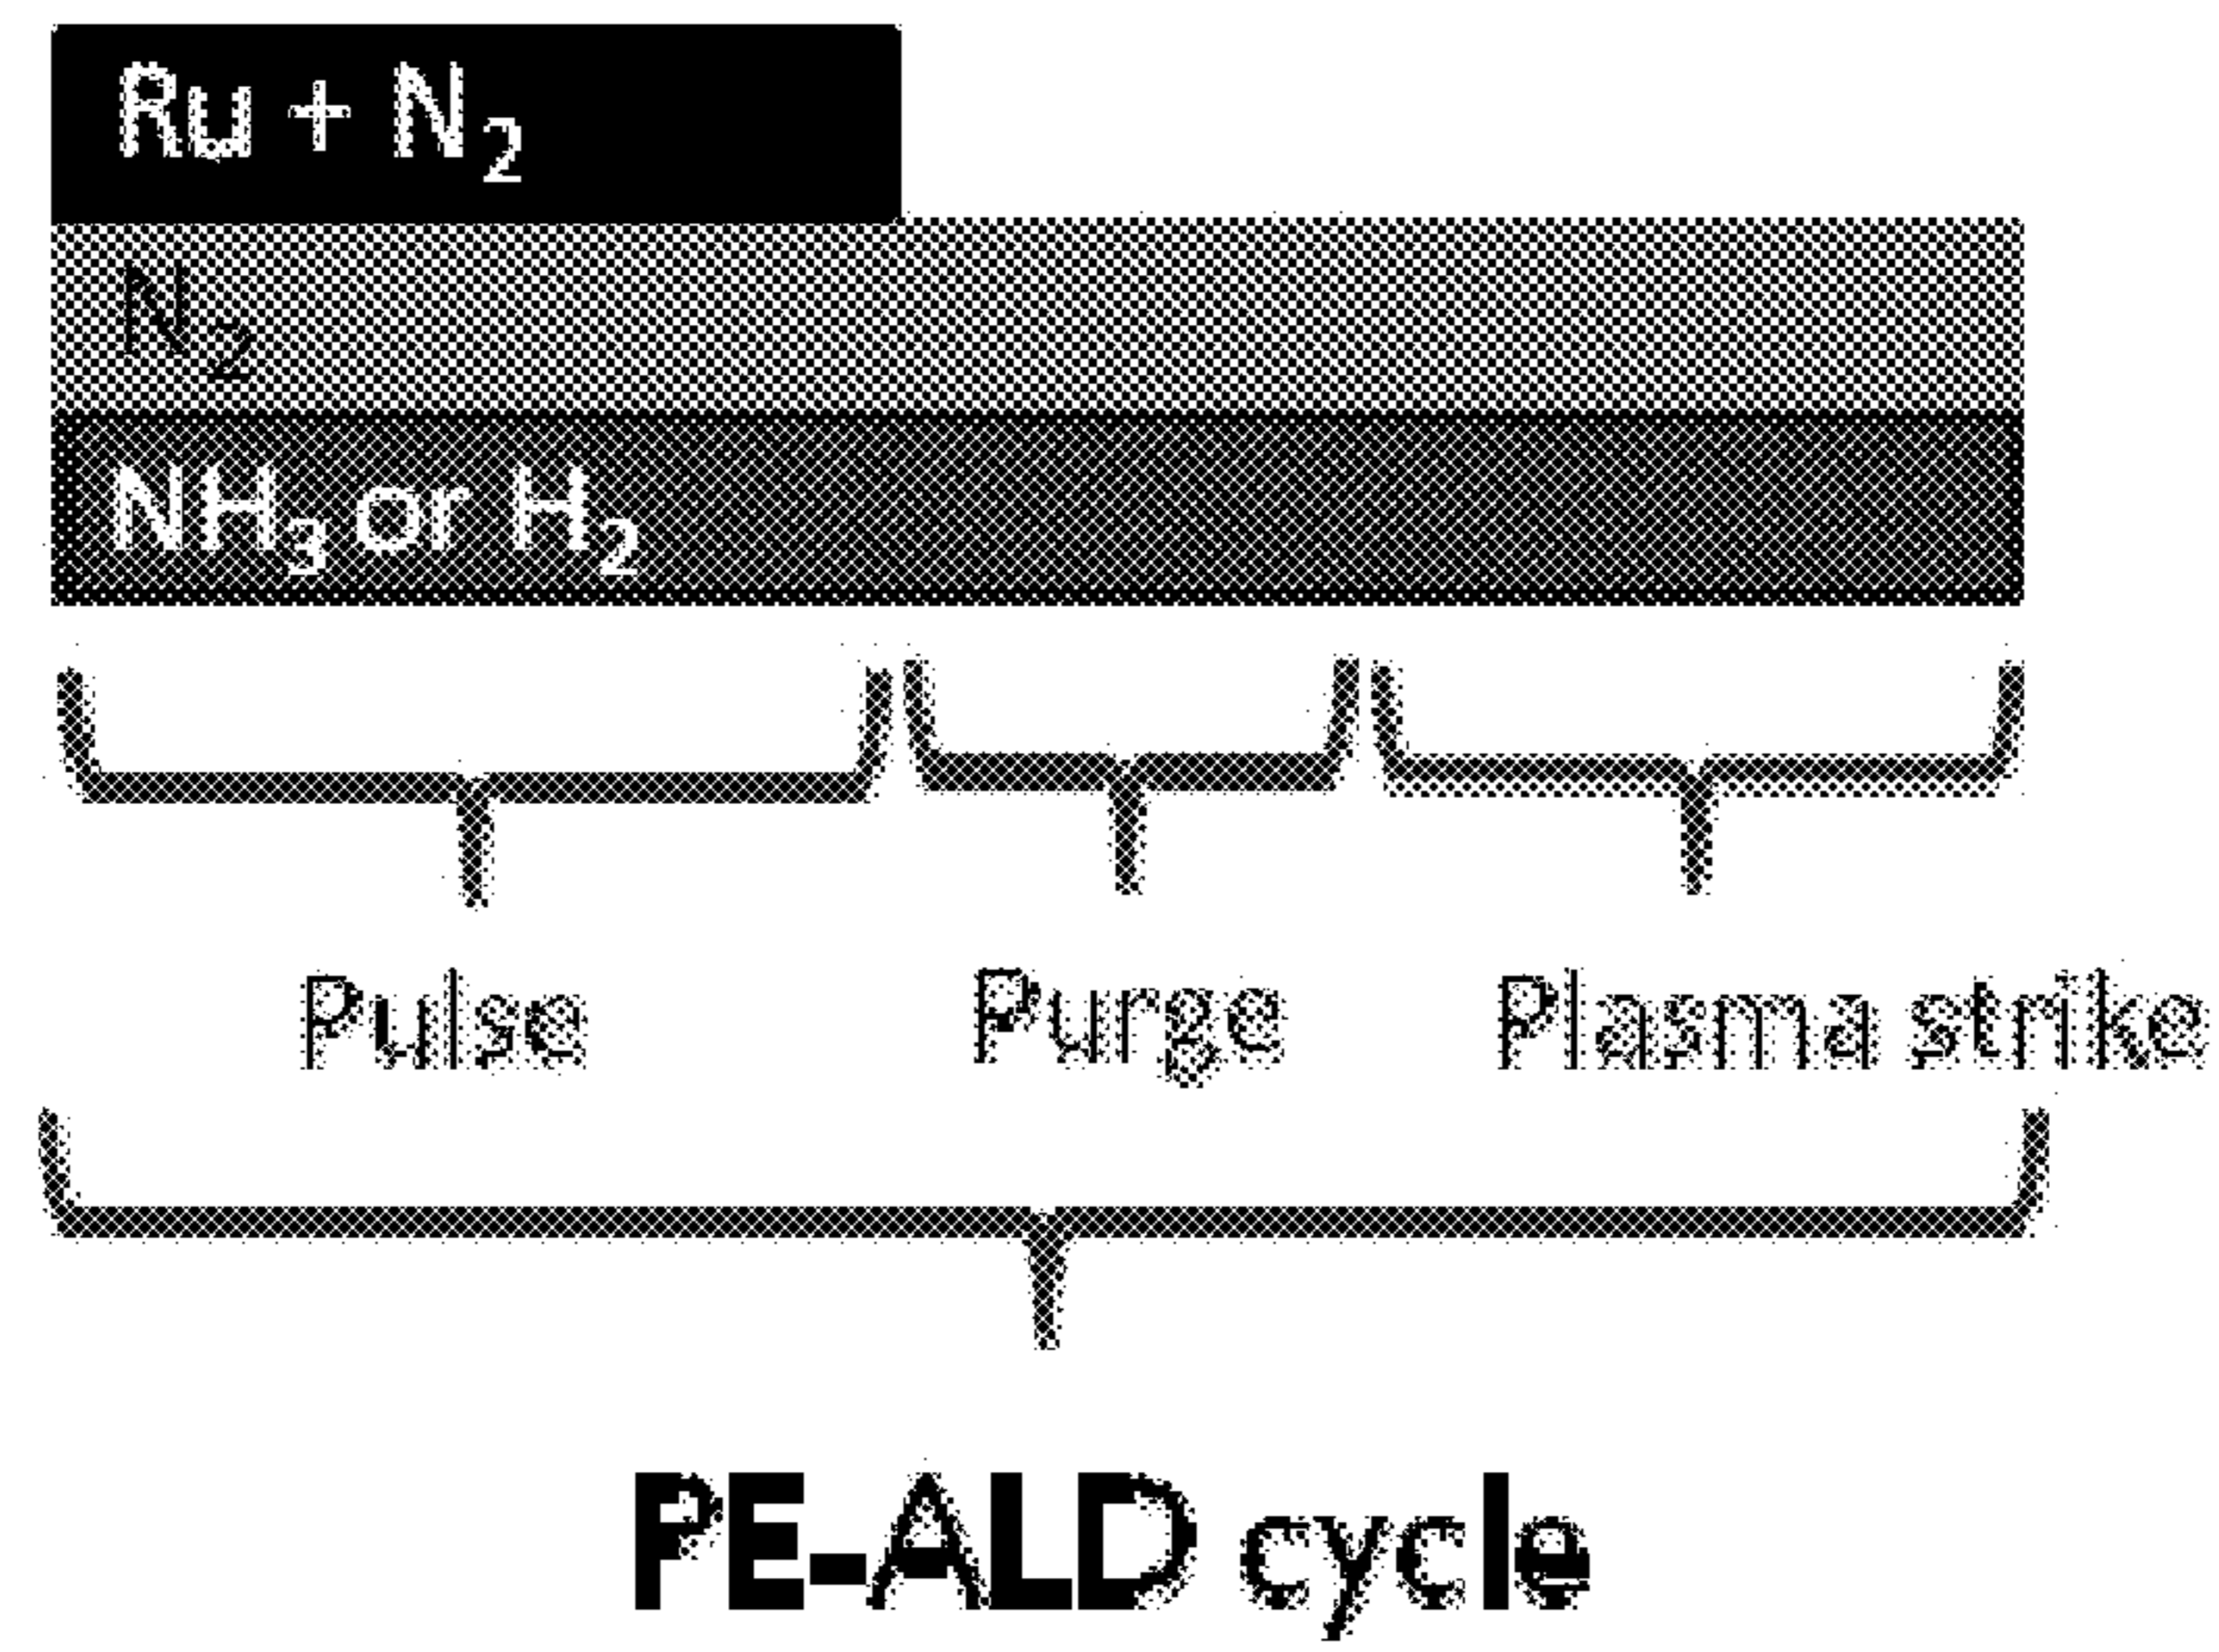 Ru + N₂
N₂
NH₃ or H₂
Pulse Purge Plasma strike
PE-ALD cycle